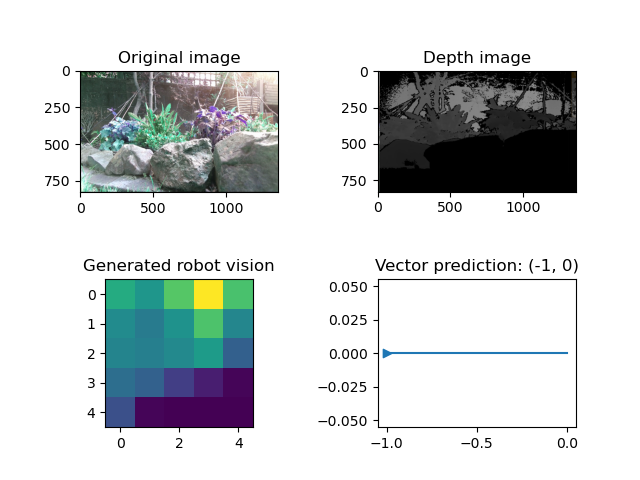 Original image
0
250
500
750
0 500 1000
Depth image
0
250
500
750
0 500 1000
Generated robot vision
0
1
2
3
4
0 2 4
Vector prediction: (-1, 0)
0.050
0.025
0.000
−0.025
−0.050
−1.0 −0.5 0.0